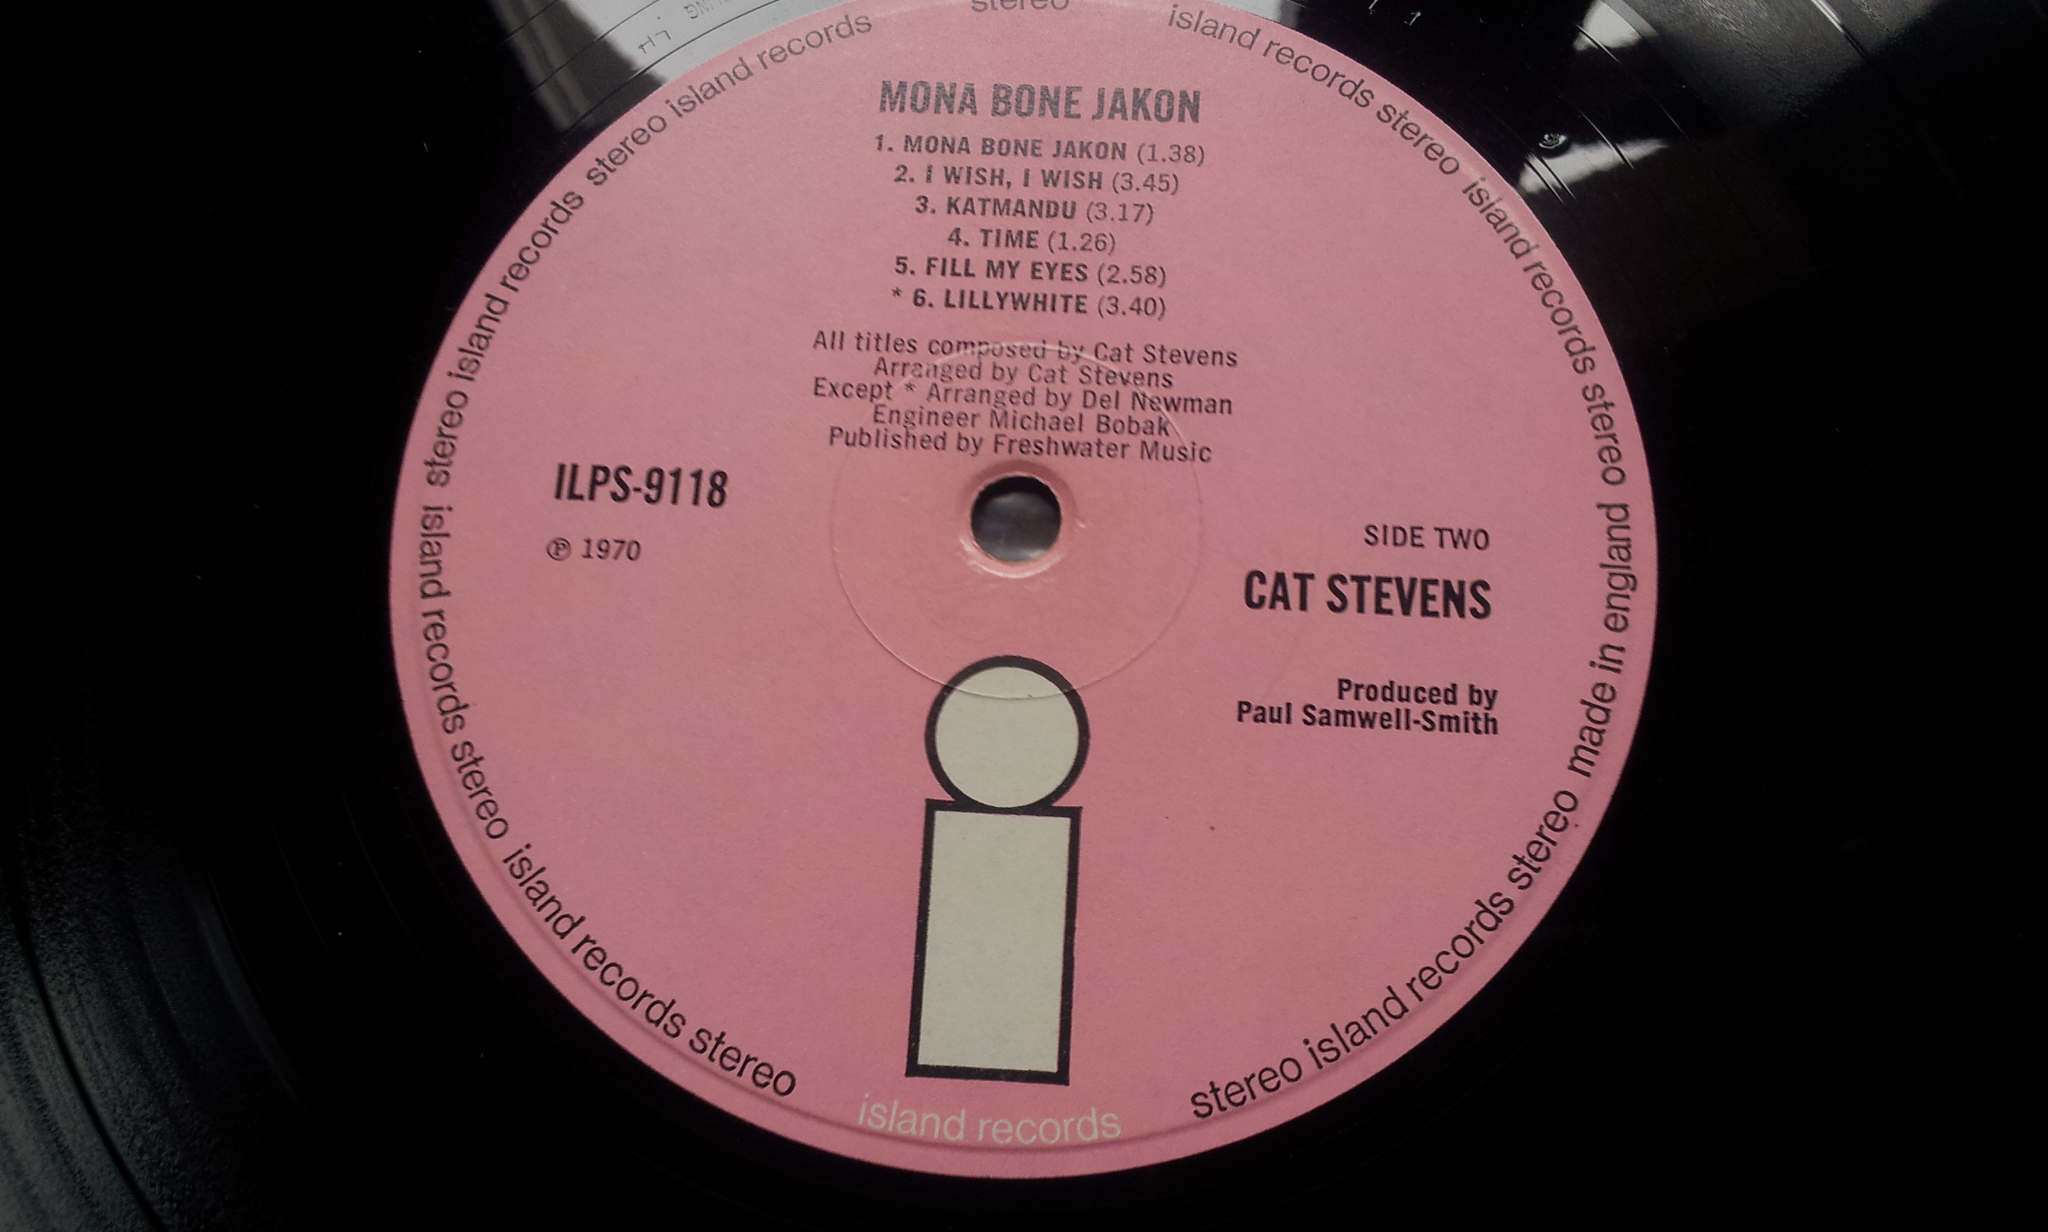 stereo
island records stereo island records stereo island records stereo made in england
MONA BONE JAKON
1. MONA BONE JAKON (1.38)
2. I WISH, I WISH (3.45)
3. KATMANDU (3.17)
4. TIME (1.26)
5. FILL MY EYES (2.58)
* 6. LILLYWHITE (3.40)
All titles composed by Cat Stevens
Arranged by Cat Stevens
Except * Arranged by Del Newman
Engineer Michael Bobak
Published by Freshwater Music
ILPS-9118
℗ 1970
SIDE TWO
CAT STEVENS
Produced by
Paul Samwell-Smith
stereo island records stereo island records stereo island records
island records stereo island records stereo
stereo island records stereo
island records